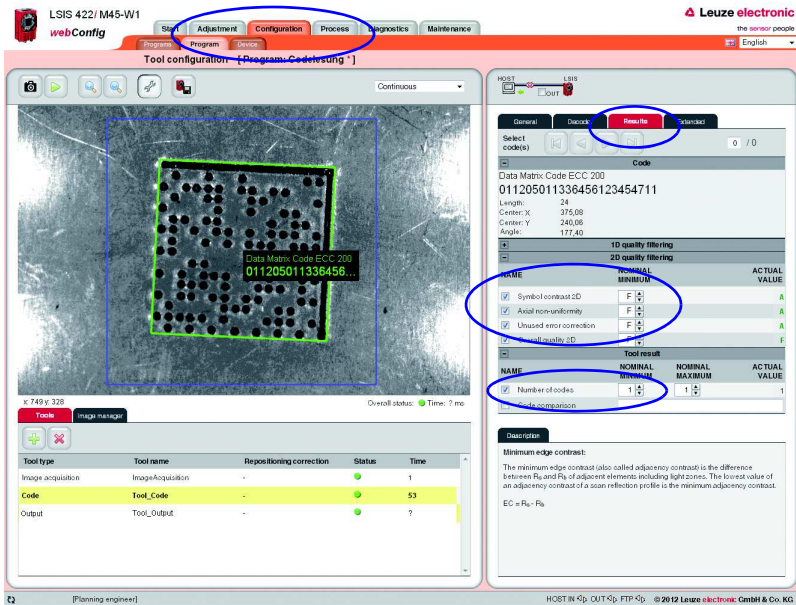 LSIS 422i M45-W1
webConfig
Start Adjustment Configuration Process Diagnostics Maintenance
Programs Program Device
Leuze electronic
the sensor people
English
Tool configuration - [Program: Codelesung *]
Continuous
HOST LSIS
OUT
General Decoder Results Extended
Select
code(s)
0 / 0
Code
Data Matrix Code ECC 200
011205011336456123454711
Length: 24
Center: X 375,08
Center: Y 240,06
Angle: 177,40
1D quality filtering
2D quality filtering
NAME NOMINAL MINIMUM ACTUAL VALUE
Symbol contrast 2D F A
Axial non-uniformity F A
Unused error correction F A
Overall quality 2D F F
Tool result
NAME NOMINAL MINIMUM NOMINAL MAXIMUM ACTUAL VALUE
Number of codes 1 1 1
Code comparison
Data Matrix Code ECC 200
011205011336456...
x: 749 y: 328
Overall status: Time: ? ms
Tools Image manager
Tool type Tool name Repositioning correction Status Time
Image acquisition ImageAcquisition - 1
Code Tool_Code - 53
Output Tool_Output - ?
Description
Minimum edge contrast:
The minimum edge contrast (also called adjacency contrast) is the difference
between Rs and Rb of adjacent elements including light zones. The lowest value of
an adjacency contrast of a scan reflection profile is the minimum adjacency contrast.
EC = Rs - Rb
[Planning engineer]
HOST IN OUT FTP © 2012 Leuze electronic GmbH & Co. KG